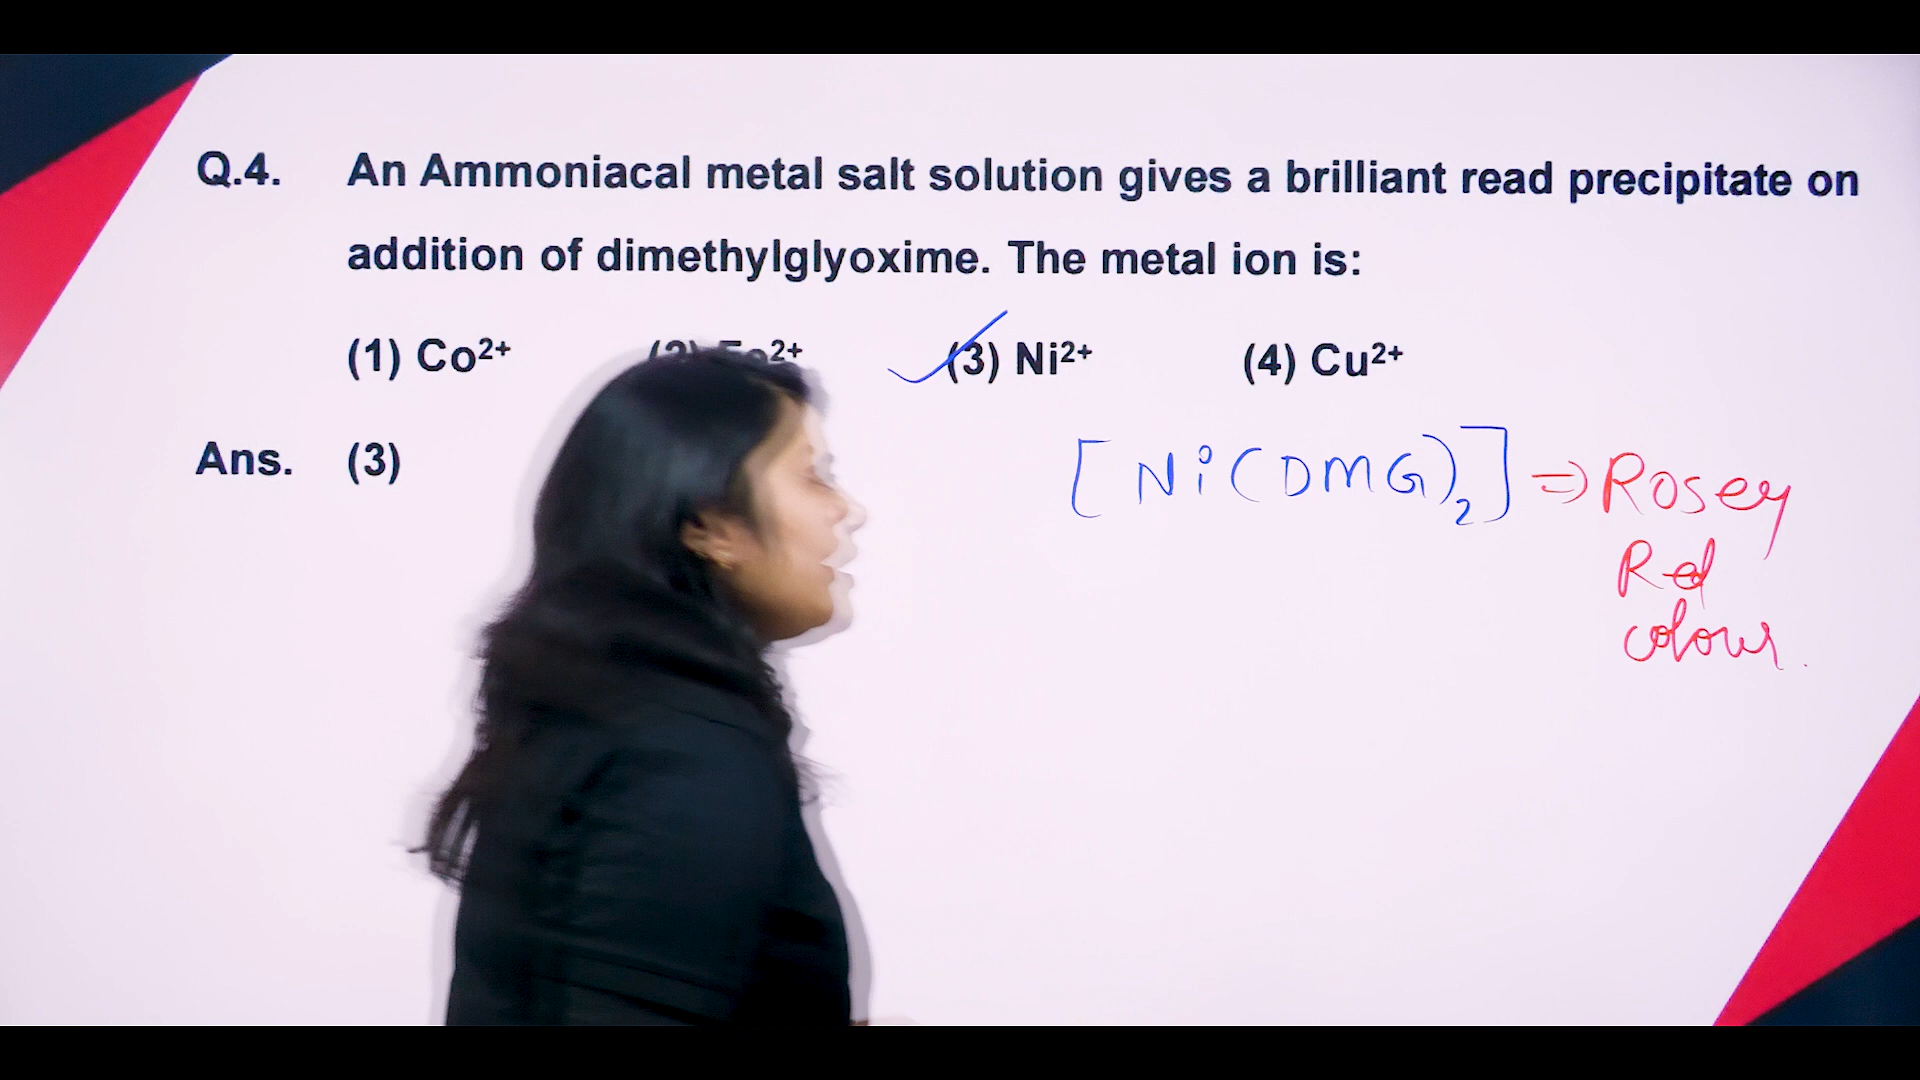 Q.4. An Ammoniacal metal salt solution gives a brilliant read precipitate on
addition of dimethylglyoxime. The metal ion is:
(1) Co²⁺ (3) Ni²⁺ (4) Cu²⁺
Ans. (3)
[Ni(DMG)₂] ⇒ Rosey
Red
colour.